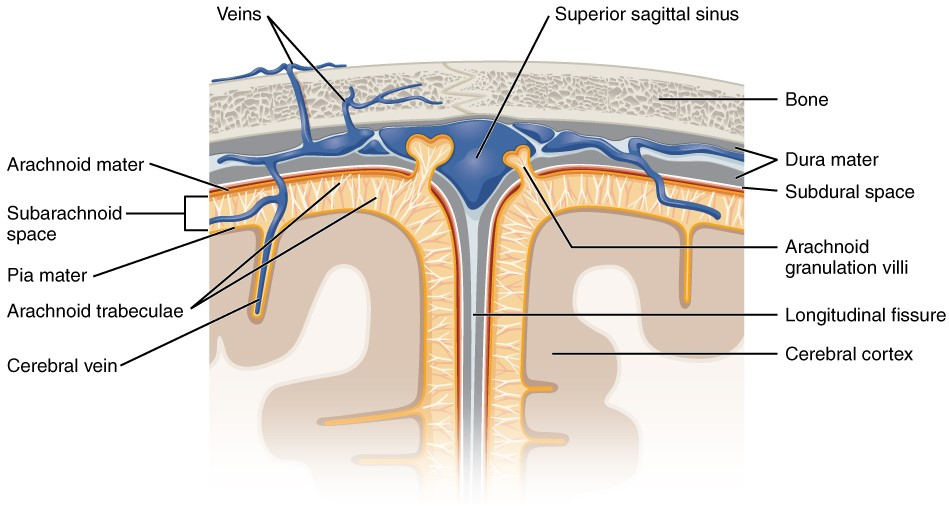 Veins
Superior sagittal sinus
Bone
Arachnoid mater
Dura mater
Subdural space
Subarachnoid
space
Arachnoid
granulation villi
Pia mater
Arachnoid trabeculae
Longitudinal fissure
Cerebral cortex
Cerebral vein